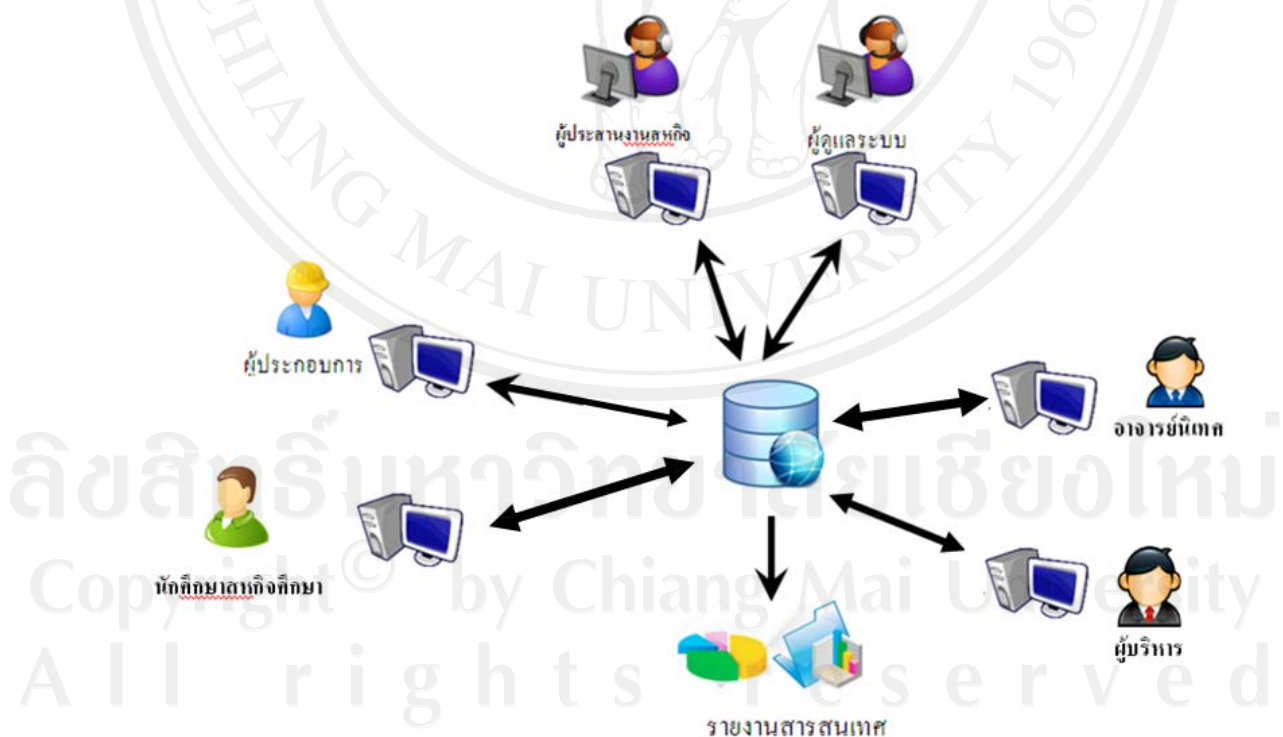 ผู้ประสานงานสหกิจ
ผู้ดูแลระบบ
CHIANG MAI UNIVERSITY 196
ผู้ประกอบการ
อาจารย์นิเทศ
ลิขสิทธิ์มหาวิทยาลัยเชียงใหม่
นักศึกษาสหกิจศึกษา
Copyright© by Chiang Mai University
ผู้บริหาร
All rights reserved
รายงานสารสนเทศ